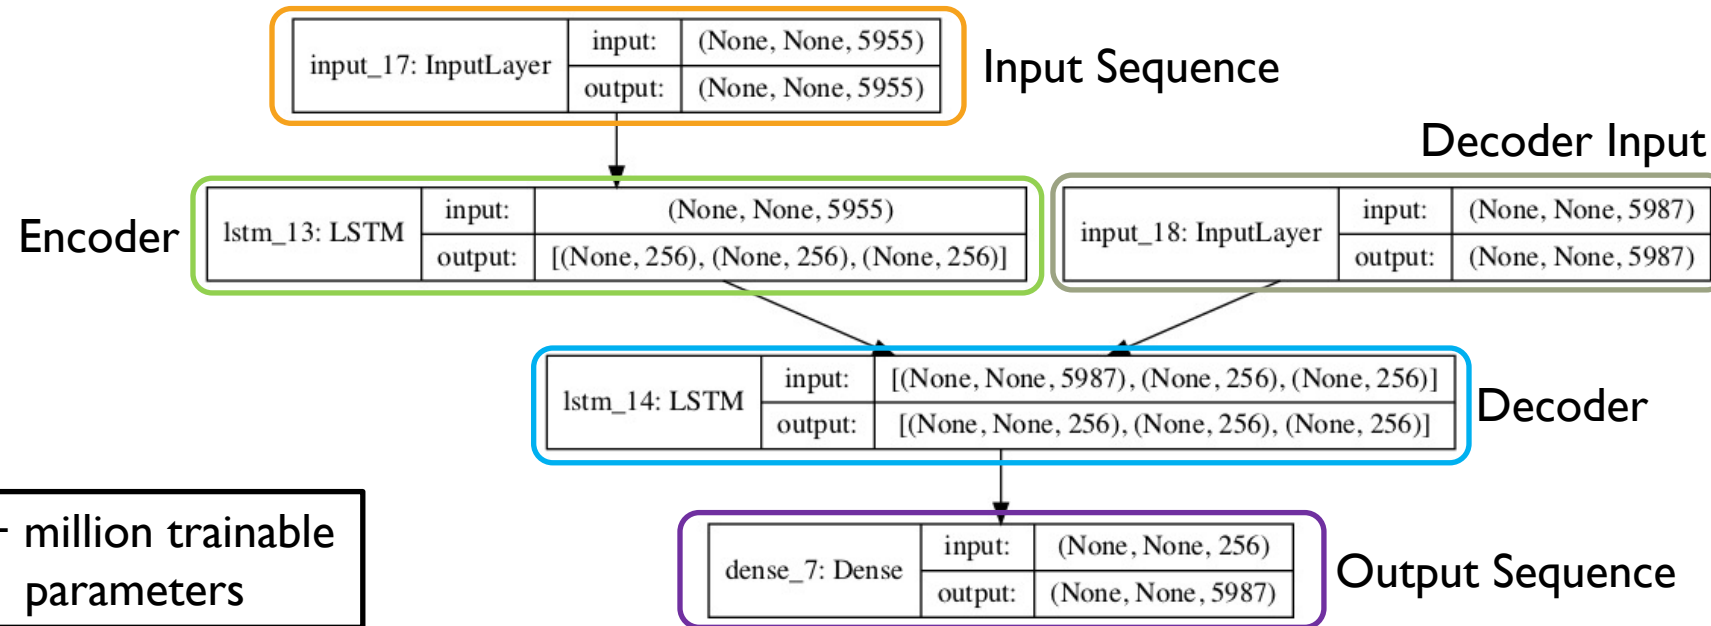 input_17: InputLayer
input: (None, None, 5955)
output: (None, None, 5955)
Input Sequence
Decoder Input
Encoder
lstm_13: LSTM
input: (None, None, 5955)
output: [(None, 256), (None, 256), (None, 256)]
input_18: InputLayer
input: (None, None, 5987)
output: (None, None, 5987)
lstm_14: LSTM
input: [(None, None, 5987), (None, 256), (None, 256)]
output: [(None, None, 256), (None, 256), (None, 256)]
Decoder
million trainable
parameters
dense_7: Dense
input: (None, None, 256)
output: (None, None, 5987)
Output Sequence